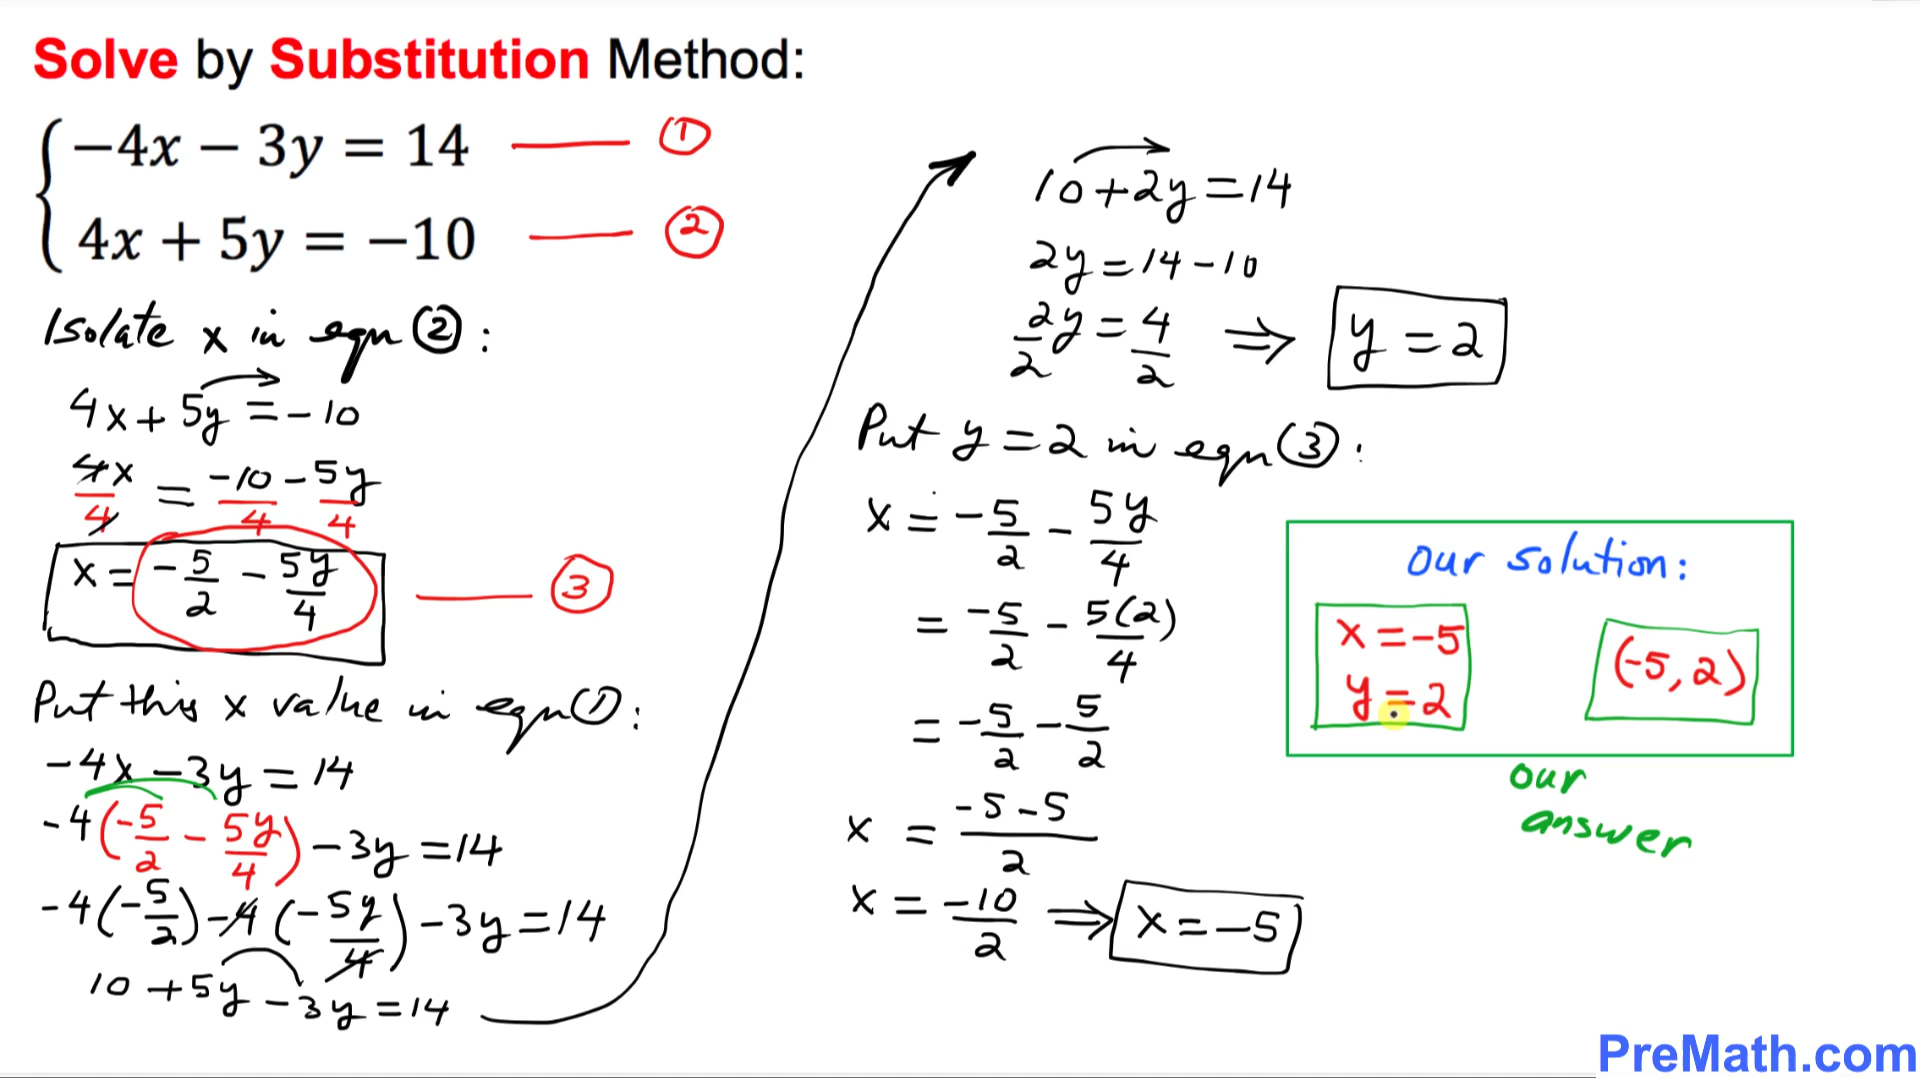 Solve by Substitution Method:
−4x − 3y = 14 —— ①
4x + 5y = −10 —— ②
Isolate x in eqn ②:
4x + 5y = -10
4x/4 = -10/4 - 5y/4
x = -5/2 - 5y/4 —— ③
Put this x value in eqn ①:
-4x - 3y = 14
-4(-5/2 - 5y/4) - 3y = 14
-4(-5/2) - 4(-5y/4) - 3y = 14
10 + 5y - 3y = 14
10 + 2y = 14
2y = 14 - 10
2y/2 = 4/2 ⇒ y = 2
Put y = 2 in eqn ③:
x = -5/2 - 5y/4
= -5/2 - 5(2)/4
= -5/2 - 5/2
x = -5-5/2
x = -10/2 ⇒ x = -5
our solution:
x = -5
y = 2
(-5, 2)
our
answer
PreMath.com